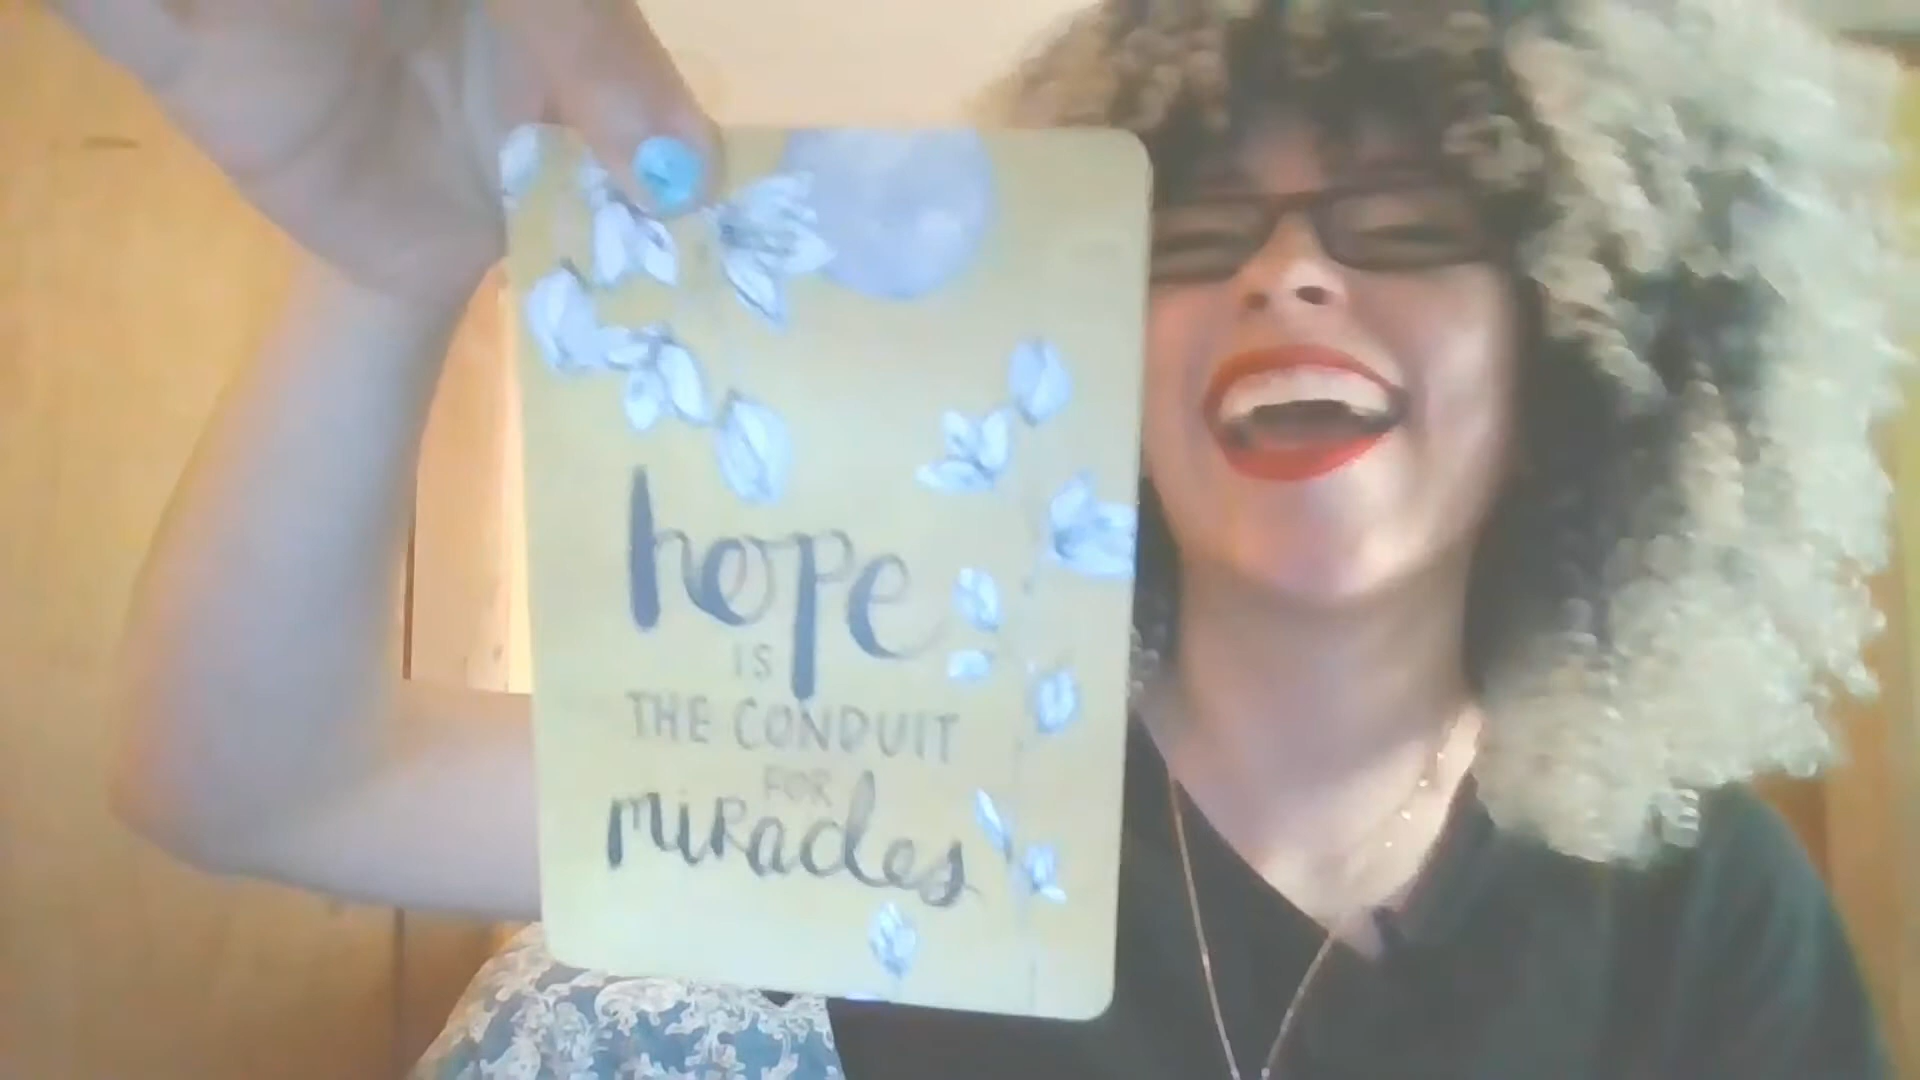 hope
IS
THE CONDUIT
FOR
miRacles